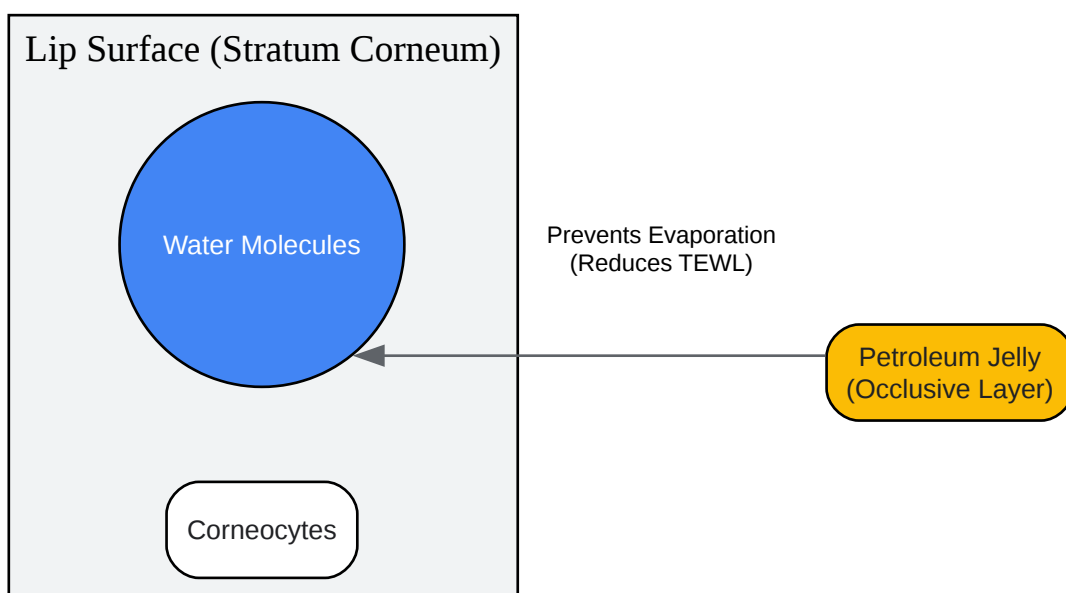 Lip Surface (Stratum Corneum)
Water Molecules
Prevents Evaporation
(Reduces TEWL)
Petroleum Jelly
(Occlusive Layer)
Corneocytes